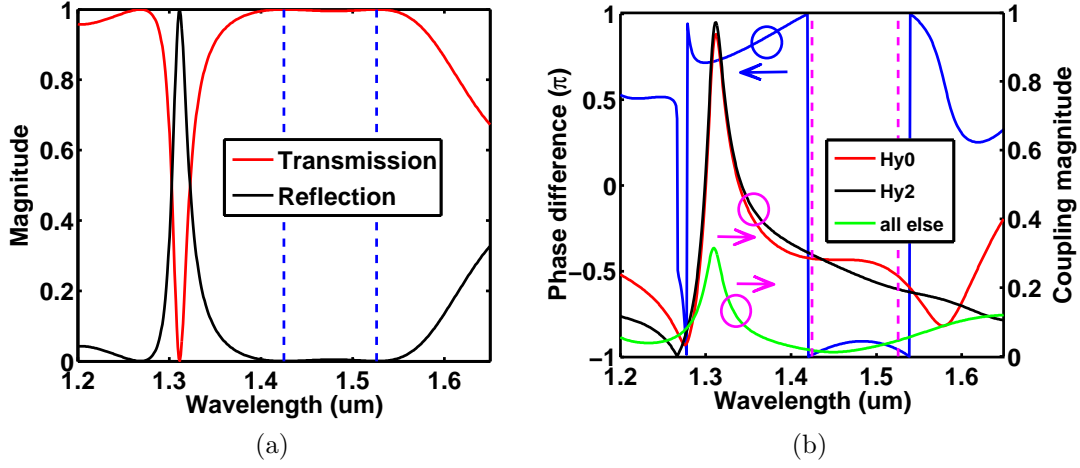 1
0.8
0.6
0.4
0.2
0
Magnitude
Transmission
Reflection
1.2 1.3 1.4 1.5 1.6
Wavelength (um)
(a)
1
0.5
0
−0.5
−1
Phase difference (π)
Hy0
Hy2
all else
1
0.8
0.6
0.4
0.2
0
Coupling magnitude
1.2 1.3 1.4 1.5 1.6
Wavelength (um)
(b)